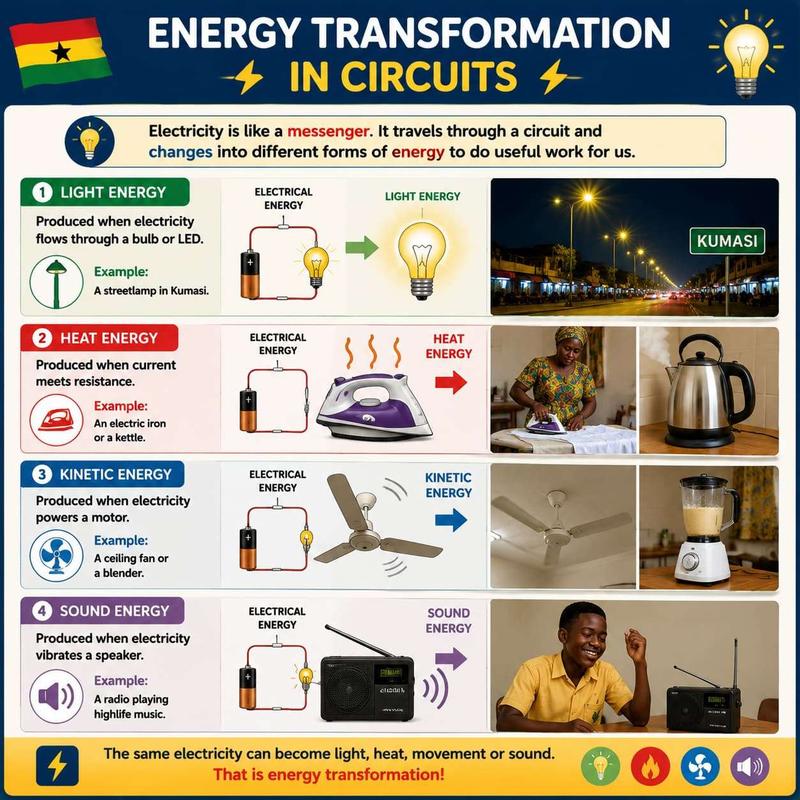 ENERGY TRANSFORMATION
IN CIRCUITS
Electricity is like a messenger. It travels through a circuit and
changes into different forms of energy to do useful work for us.
1 LIGHT ENERGY
Produced when electricity
flows through a bulb or LED.
Example:
A streetlamp in Kumasi.
ELECTRICAL
ENERGY
+
LIGHT ENERGY
KUMASI
2 HEAT ENERGY
Produced when current
meets resistance.
Example:
An electric iron
or a kettle.
ELECTRICAL
ENERGY
+
HEAT
ENERGY
3 KINETIC ENERGY
Produced when electricity
powers a motor.
Example:
A ceiling fan or
a blender.
ELECTRICAL
ENERGY
+
KINETIC
ENERGY
4 SOUND ENERGY
Produced when electricity
vibrates a speaker.
Example:
A radio playing
highlife music.
ELECTRICAL
ENERGY
+
SOUND
ENERGY
The same electricity can become light, heat, movement or sound.
That is energy transformation!